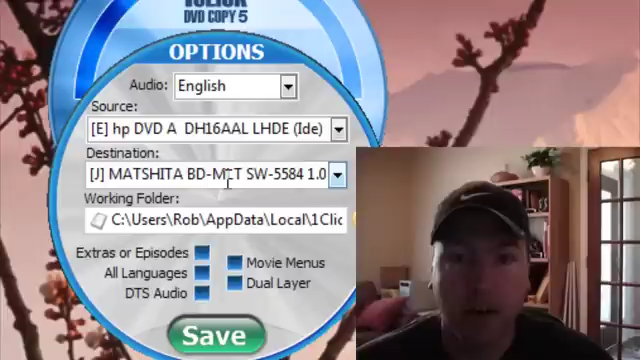 1CLICK
DVD COPY 5
OPTIONS
Audio: English
Source:
[E] hp DVD A DH16AAL LHDE (Ide)
Destination:
[J] MATSHITA BD-MLT SW-5584 1.0
Working Folder:
C:\Users\Rob\AppData\Local\1Clic
Extras or Episodes
Movie Menus
All Languages
Dual Layer
DTS Audio
Save